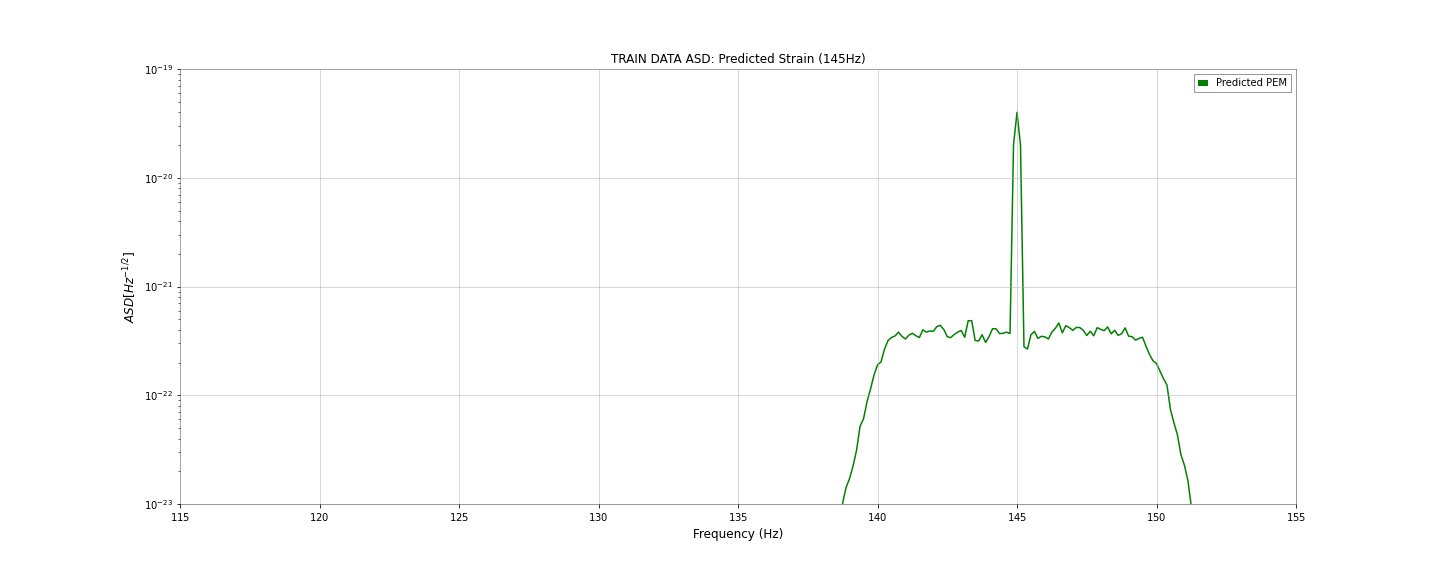 TRAIN DATA ASD: Predicted Strain (145Hz)
Predicted PEM
10⁻¹⁹
10⁻²⁰
10⁻²¹
10⁻²²
10⁻²³
ASD[Hz⁻¹/²]
115 120 125 130 135 140 145 150 155
Frequency (Hz)